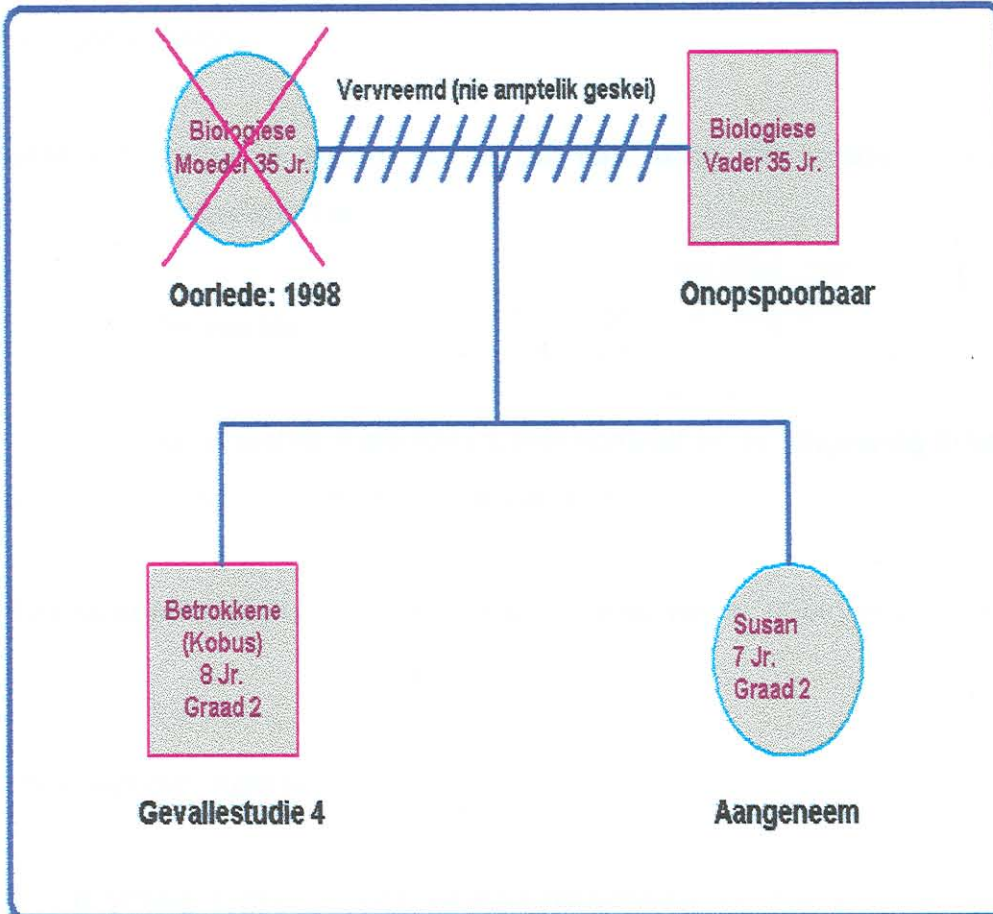 Vervreemd (nie amptelik geskei)
Biologiese
Moeder 35 Jr.
Biologiese
Vader 35 Jr.
Oorlede: 1998
Onopspoorbaar
Betrokkene
(Kobus)
8 Jr.
Graad 2
Susan
7 Jr.
Graad 2
Gevallestudie 4
Aangeneem